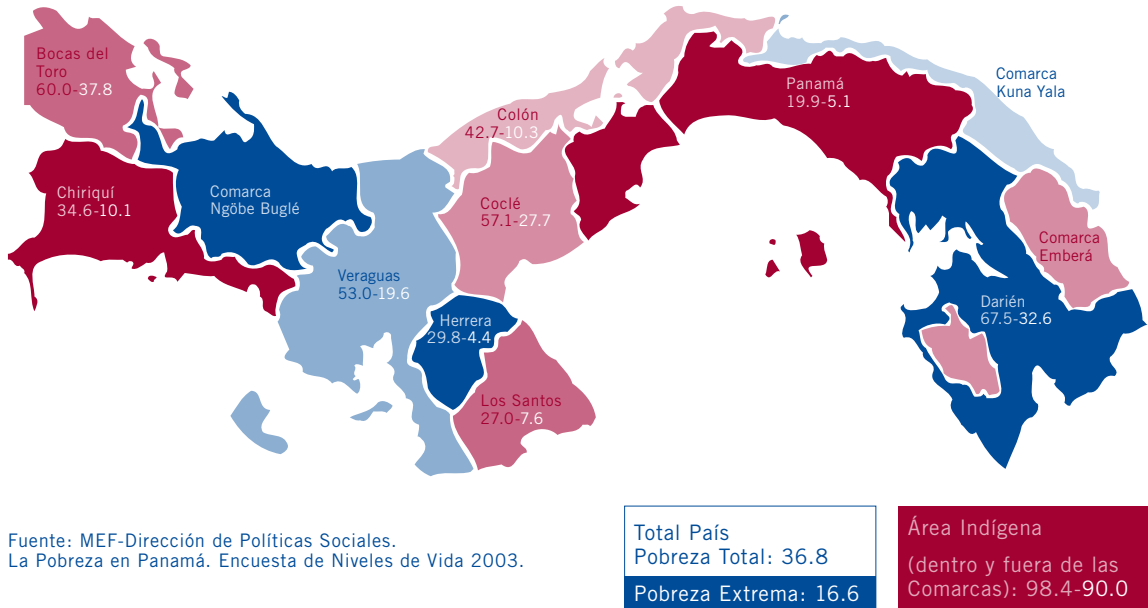 Bocas del
Toro
60.0-37.8
Colón
42.7-10.3
Panamá
19.9-5.1
Comarca
Kuna Yala
Chiriquí
34.6-10.1
Comarca
Ngöbe Buglé
Coclé
57.1-27.7
Comarca
Emberá
Veraguas
53.0-19.6
Herrera
29.8-4.4
Darién
67.5-32.6
Los Santos
27.0-7.6
Fuente: MEF-Dirección de Políticas Sociales.
La Pobreza en Panamá. Encuesta de Niveles de Vida 2003.
Total País
Pobreza Total: 36.8
Pobreza Extrema: 16.6
Área Indígena
(dentro y fuera de las
Comarcas): 98.4-90.0